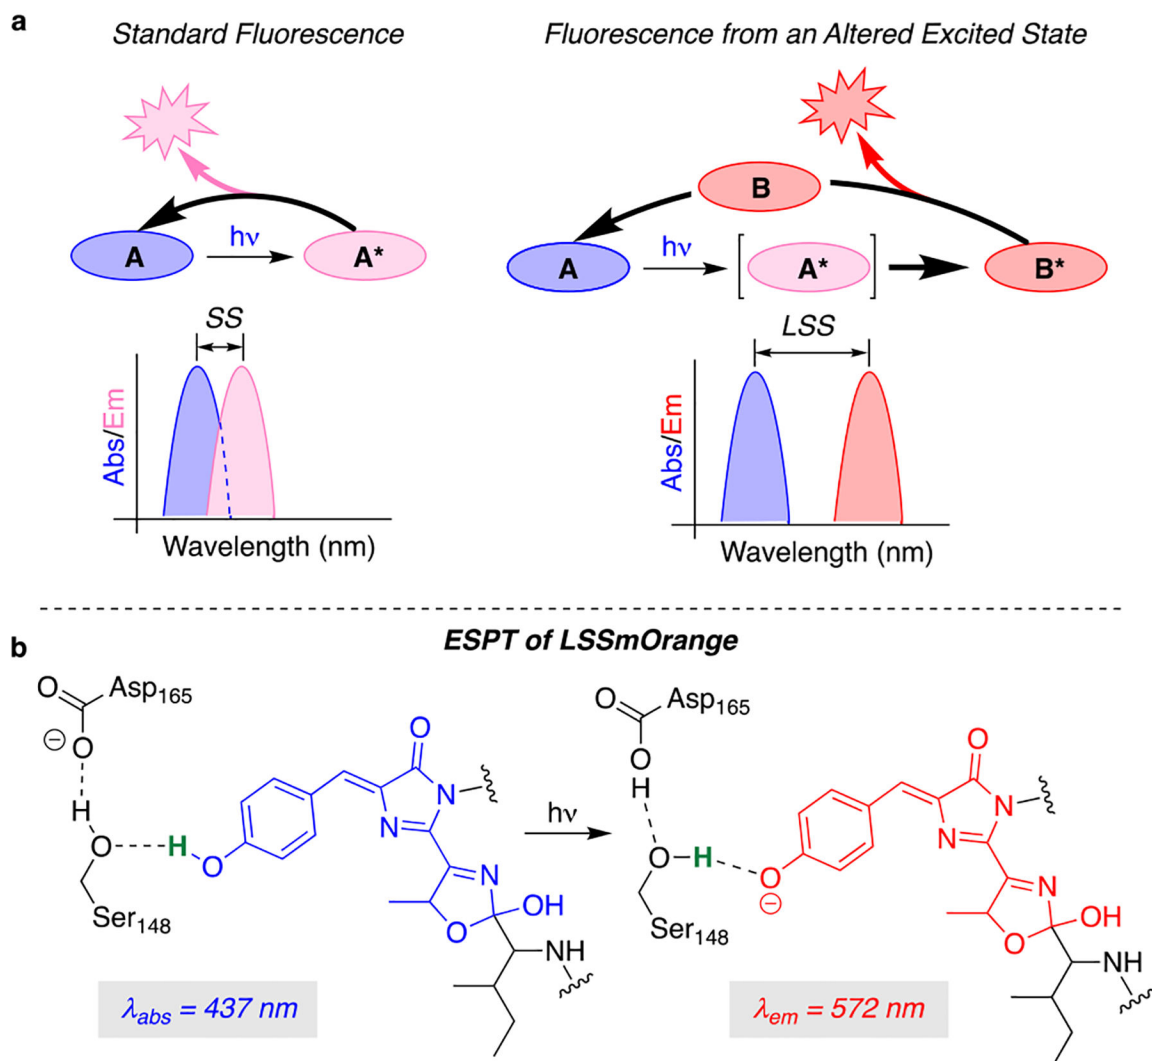 a
Standard Fluorescence
Fluorescence from an Altered Excited State
A
hν
A*
B
A
hν
A*
B*
SS
Abs/Em
Wavelength (nm)
LSS
Abs/Em
Wavelength (nm)
b
ESPT of LSSmOrange
O
Asp165
⊖
O
H
O
H
O
Ser148
O
N
N
N
O
OH
NH
λabs = 437 nm
hν
O
Asp165
O
H
O
H
O
⊖
Ser148
O
N
N
N
O
OH
NH
λem = 572 nm